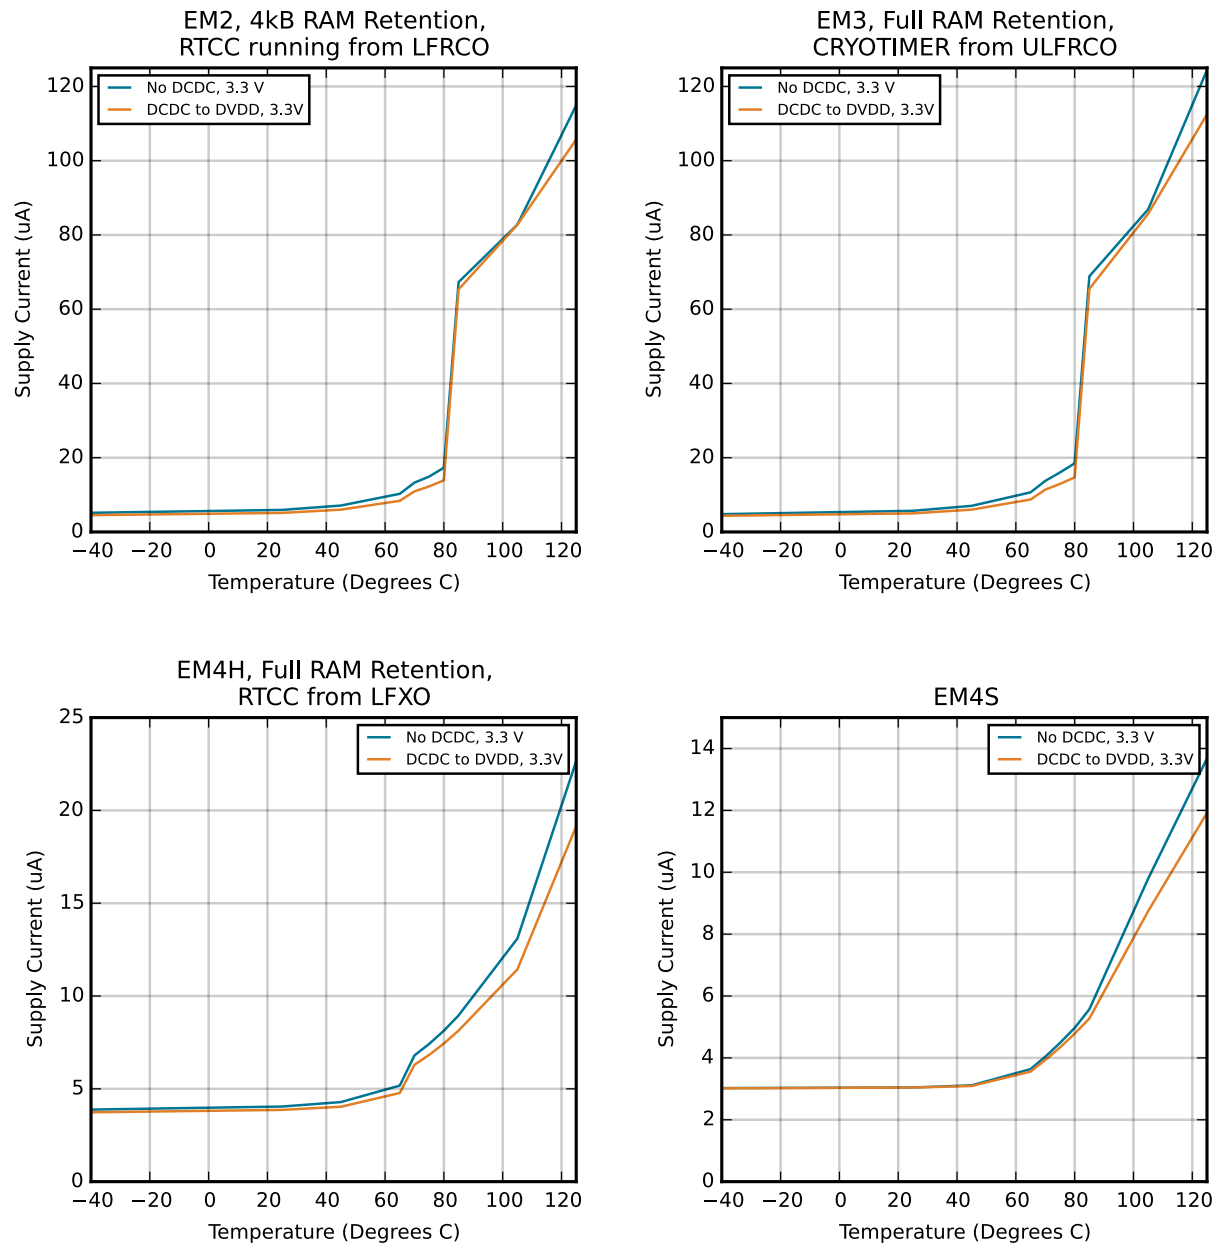 EM2, 4kB RAM Retention,
RTCC running from LFRCO
120
100
80
60
40
20
0
Supply Current (uA)
No DCDC, 3.3 V
DCDC to DVDD, 3.3V
−40 −20 0 20 40 60 80 100 120
Temperature (Degrees C)
EM3, Full RAM Retention,
CRYOTIMER from ULFRCO
120
100
80
60
40
20
0
Supply Current (uA)
No DCDC, 3.3 V
DCDC to DVDD, 3.3V
−40 −20 0 20 40 60 80 100 120
Temperature (Degrees C)
EM4H, Full RAM Retention,
RTCC from LFXO
25
20
15
10
5
0
Supply Current (uA)
No DCDC, 3.3 V
DCDC to DVDD, 3.3V
−40 −20 0 20 40 60 80 100 120
Temperature (Degrees C)
EM4S
14
12
10
8
6
4
2
0
Supply Current (uA)
No DCDC, 3.3 V
DCDC to DVDD, 3.3V
−40 −20 0 20 40 60 80 100 120
Temperature (Degrees C)